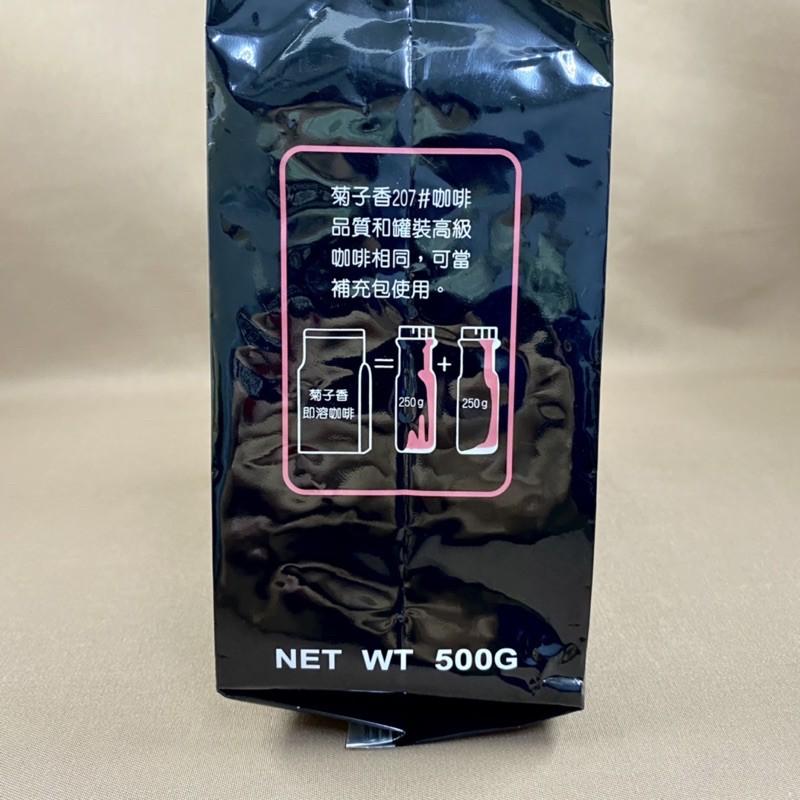 菊子香207#咖啡
品質和罐裝高級
咖啡相同，可當
補充包使用。
菊子香
即溶咖啡
=
250g
+
250g
NET WT 500G